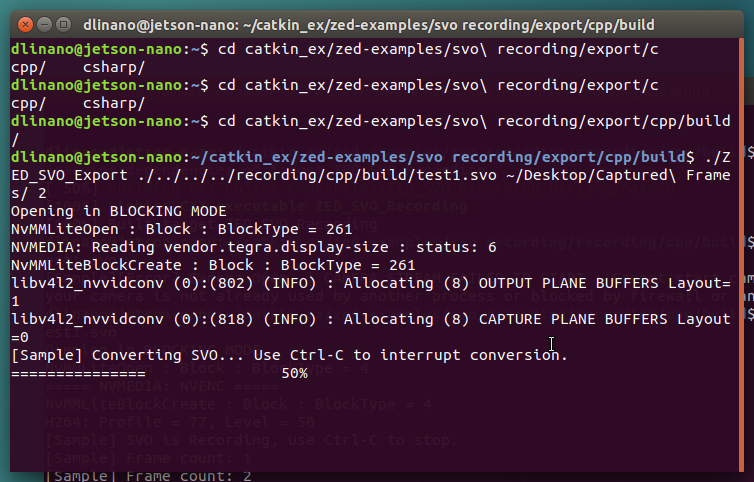 dlinano@jetson-nano: ~/catkin_ex/zed-examples/svo recording/export/cpp/build
dlinano@jetson-nano:~$ cd catkin_ex/zed-examples/svo\ recording/export/c
cpp/    csharp/
dlinano@jetson-nano:~$ cd catkin_ex/zed-examples/svo\ recording/export/c
cpp/    csharp/
dlinano@jetson-nano:~$ cd catkin_ex/zed-examples/svo\ recording/export/cpp/build
/
dlinano@jetson-nano:~/catkin_ex/zed-examples/svo recording/export/cpp/build$ ./Z
ED_SVO_Export ./../../../recording/cpp/build/test1.svo ~/Desktop/Captured\ Frame
s/ 2
Opening in BLOCKING MODE
NvMMLiteOpen : Block : BlockType = 261
NVMEDIA: Reading vendor.tegra.display-size : status: 6
NvMMLiteBlockCreate : Block : BlockType = 261
libv4l2_nvvidconv (0):(802) (INFO) : Allocating (8) OUTPUT PLANE BUFFERS Layout=
1
libv4l2_nvvidconv (0):(818) (INFO) : Allocating (8) CAPTURE PLANE BUFFERS Layout
=0
[Sample] Converting SVO... Use Ctrl-C to interrupt conversion.
===============               50%
===== NVMEDIA: NVENC =====
NvMMLiteBlockCreate : Block : BlockType = 4
H264: Profile = 77, Level = 50
[Sample] SVO is Recording, use Ctrl-C to stop.
[Sample] Frame count: 1
[Sample] Frame count: 2